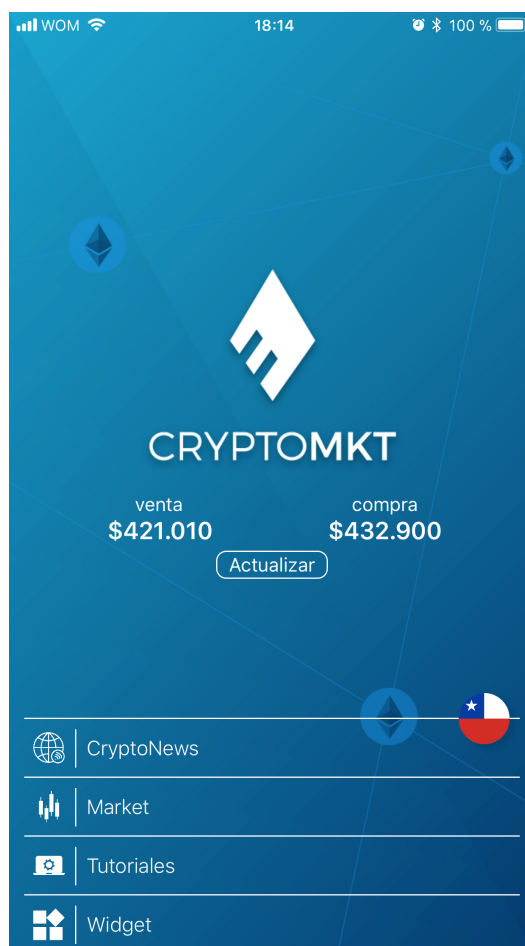 WOM 18:14 100 %
CRYPTOMKT
venta compra
$421.010 $432.900
Actualizar
CryptoNews
Market
Tutoriales
Widget